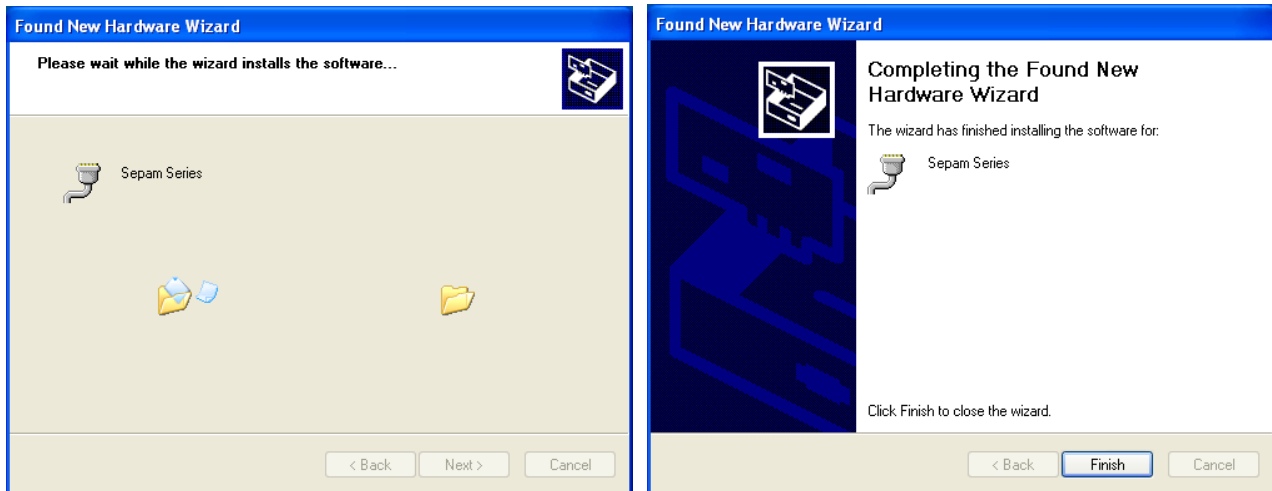 Found New Hardware Wizard
Please wait while the wizard installs the software...
Sepam Series
< Back
Next >
Cancel
Found New Hardware Wizard
Completing the Found New
Hardware Wizard
The wizard has finished installing the software for:
Sepam Series
Click Finish to close the wizard.
< Back
Finish
Cancel